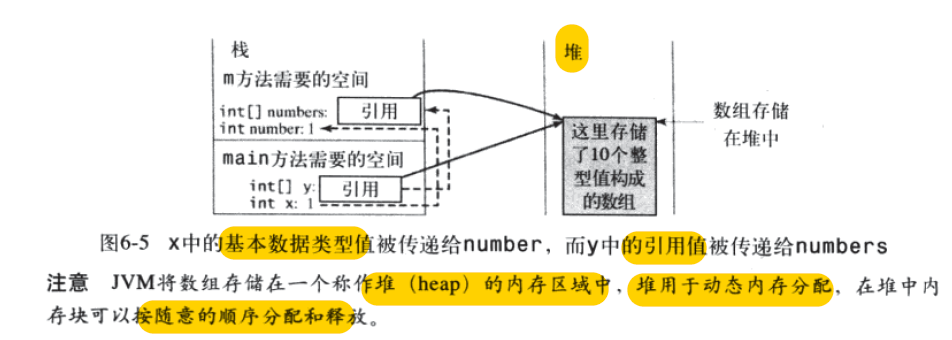 栈
堆
m方法需要的空间
int[] numbers: 引用
int number: 1
数组存储
在堆中
这里存储
了10个整
型值构成
的数组
main方法需要的空间
int[] y: 引用
int x: 1
图6-5 x中的基本数据类型值被传递给number，而y中的引用值被传递给numbers
注意 JVM将数组存储在一个称作堆（heap）的内存区域中，堆用于动态内存分配，在堆中内
存块可以按随意的顺序分配和释放。